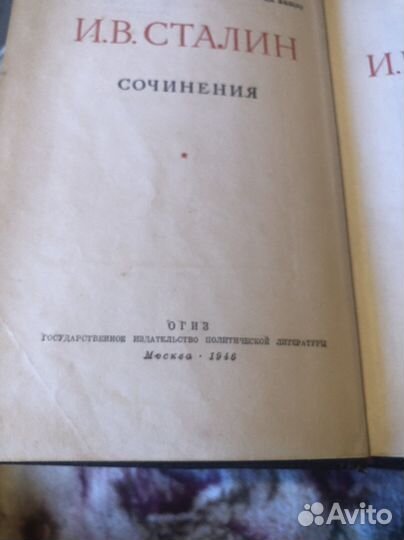 И.В. СТАЛИН
СОЧИНЕНИЯ
ОГИЗ
ГОСУДАРСТВЕННОЕ ИЗДАТЕЛЬСТВО ПОЛИТИЧЕСКОЙ ЛИТЕРАТУРЫ
Москва · 1946
И.
Avito